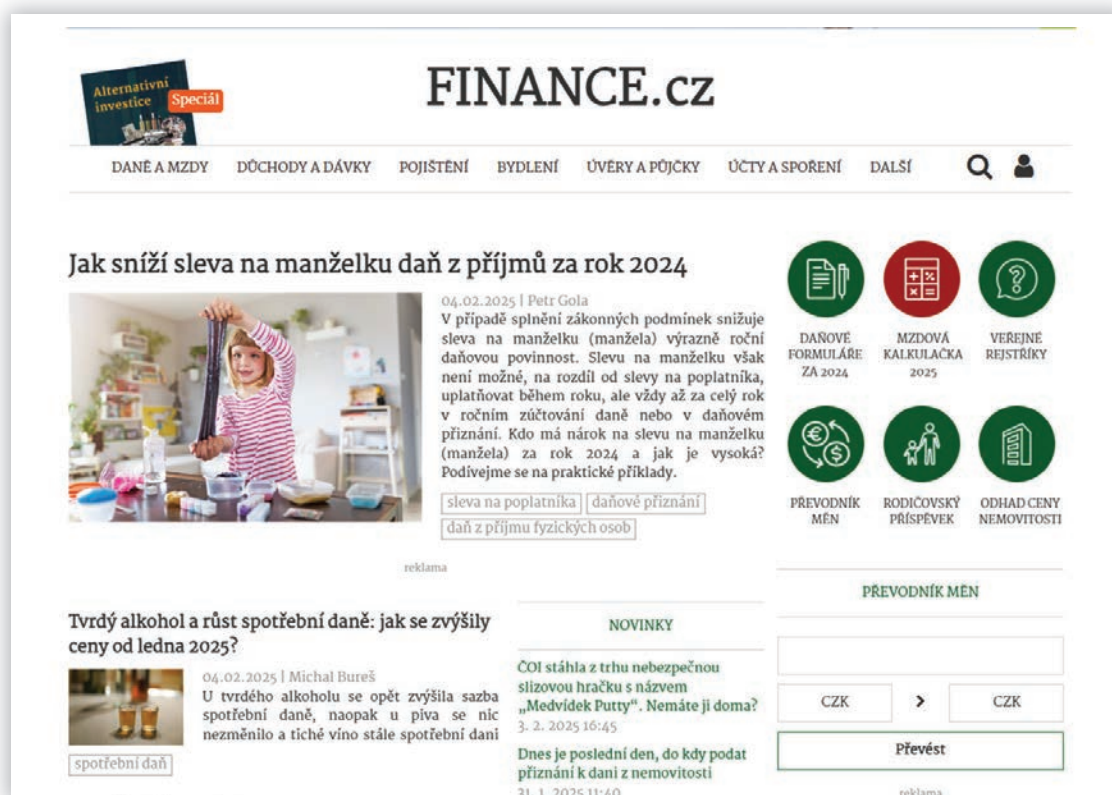 Alternativní
investice
Speciál
FINANCE.cz
DANĚ A MZDY DŮCHODY A DÁVKY POJIŠTĚNÍ BYDLENÍ ÚVĚRY A PŮJČKY ÚČTY A SPOŘENÍ DALŠÍ
Jak sníží sleva na manželku daň z příjmů za rok 2024
04.02.2025 | Petr Gola
V případě splnění zákonných podmínek snižuje
sleva na manželku (manžela) výrazně roční
daňovou povinnost. Slevu na manželku však
není možné, na rozdíl od slevy na poplatníka,
uplatňovat během roku, ale vždy až za celý rok
v ročním zúčtování daně nebo v daňovém
přiznání. Kdo má nárok na slevu na manželku
(manžela) za rok 2024 a jak je vysoká?
Podívejme se na praktické příklady.
sleva na poplatníka daňové přiznání
daň z příjmu fyzických osob
DAŇOVÉ
FORMULÁŘE
ZA 2024
MZDOVÁ
KALKULAČKA
2025
VEŘEJNÉ
REJSTŘÍKY
PŘEVODNÍK
MĚN
RODIČOVSKÝ
PŘÍSPĚVEK
ODHAD CENY
NEMOVITOSTI
reklama
Tvrdý alkohol a růst spotřební daně: jak se zvýšily
ceny od ledna 2025?
04.02.2025 | Michal Bureš
U tvrdého alkoholu se opět zvýšila sazba
spotřební daně, naopak u piva se nic
nezměnilo a tiché víno stále spotřební dani
spotřební daň
NOVINKY
ČOI stáhla z trhu nebezpečnou
slizovou hračku s názvem
„Medvídek Putty“. Nemáte ji doma?
3. 2. 2025 16:45
Dnes je poslední den, do kdy podat
přiznání k dani z nemovitosti
31. 1. 2025 11:40
PŘEVODNÍK MĚN
CZK > CZK
Převést
reklama